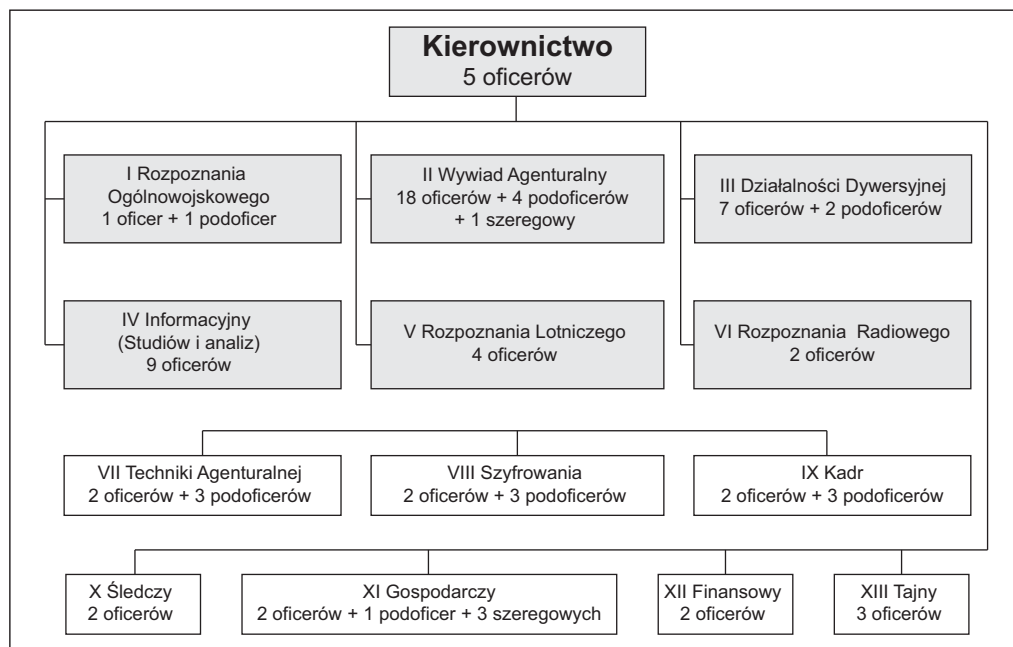 Kierownictwo
5 oficerów
I Rozpoznania
Ogólnowojskowego
1 oficer + 1 podoficer
II Wywiad Agenturalny
18 oficerów + 4 podoficerów
+ 1 szeregowy
III Działalności Dywersyjnej
7 oficerów + 2 podoficerów
IV Informacyjny
(Studiów i analiz)
9 oficerów
V Rozpoznania Lotniczego
4 oficerów
VI Rozpoznania Radiowego
2 oficerów
VII Techniki Agenturalnej
2 oficerów + 3 podoficerów
VIII Szyfrowania
2 oficerów + 3 podoficerów
IX Kadr
2 oficerów + 3 podoficerów
X Śledczy
2 oficerów
XI Gospodarczy
2 oficerów + 1 podoficer + 3 szeregowych
XII Finansowy
2 oficerów
XIII Tajny
3 oficerów